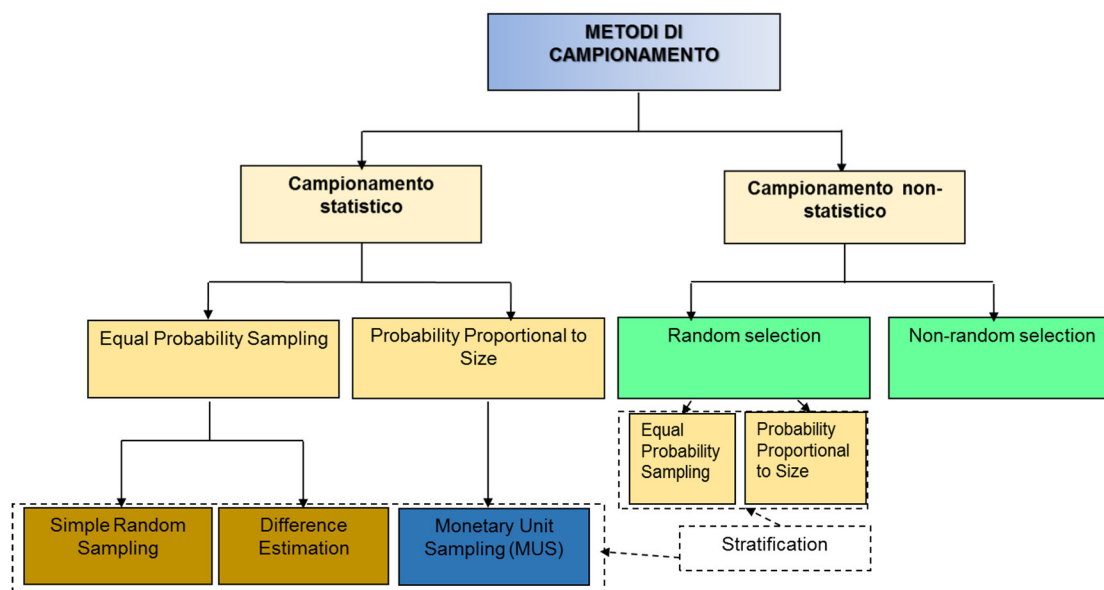 METODI DI
CAMPIONAMENTO
Campionamento
statistico
Campionamento non-
statistico
Equal Probability Sampling
Probability Proportional to
Size
Random selection
Non-random selection
Equal
Probability
Sampling
Probability
Proportional
to Size
Simple Random
Sampling
Difference
Estimation
Monetary Unit
Sampling (MUS)
Stratification